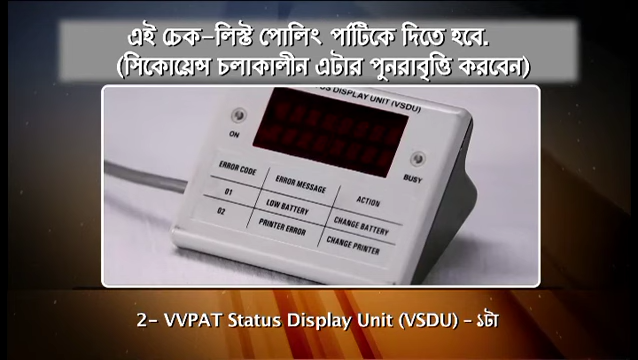 এই চেক-লিস্ট পোলিং পার্টিকে দিতে হবে.
(সিকোয়েন্স চলাকালীন এটার পুনরাবৃত্তি করবেন)
DISPLAY UNIT (VSDU)
ON
BUSY
ERROR CODE ERROR MESSAGE ACTION
01 LOW BATTERY CHANGE BATTERY
02 PRINTER ERROR CHANGE PRINTER
2- VVPAT Status Display Unit (VSDU) - ১টা